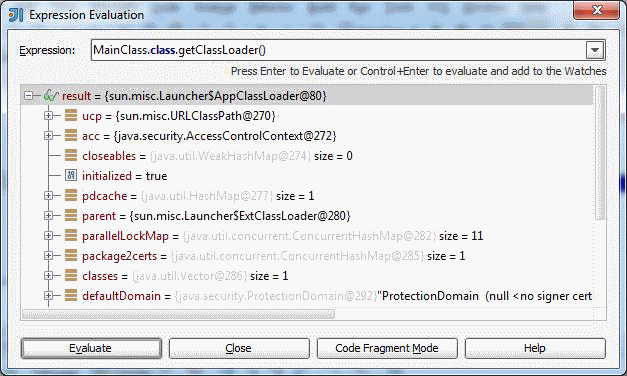 Expression Evaluation
Expression: MainClass.class.getClassLoader()
Press Enter to Evaluate or Control+Enter to evaluate and add to the Watches
result = {sun.misc.Launcher$AppClassLoader@80}
ucp = {sun.misc.URLClassPath@270}
acc = {java.security.AccessControlContext@272}
closeables = {java.util.WeakHashMap@274} size = 0
initialized = true
pdcache = {java.util.HashMap@277} size = 1
parent = {sun.misc.Launcher$ExtClassLoader@280}
parallelLockMap = {java.util.concurrent.ConcurrentHashMap@282} size = 11
package2certs = {java.util.concurrent.ConcurrentHashMap@285} size = 1
classes = {java.util.Vector@286} size = 1
defaultDomain = {java.security.ProtectionDomain@292}"ProtectionDomain (null <no signer cert
Evaluate Close Code Fragment Mode Help